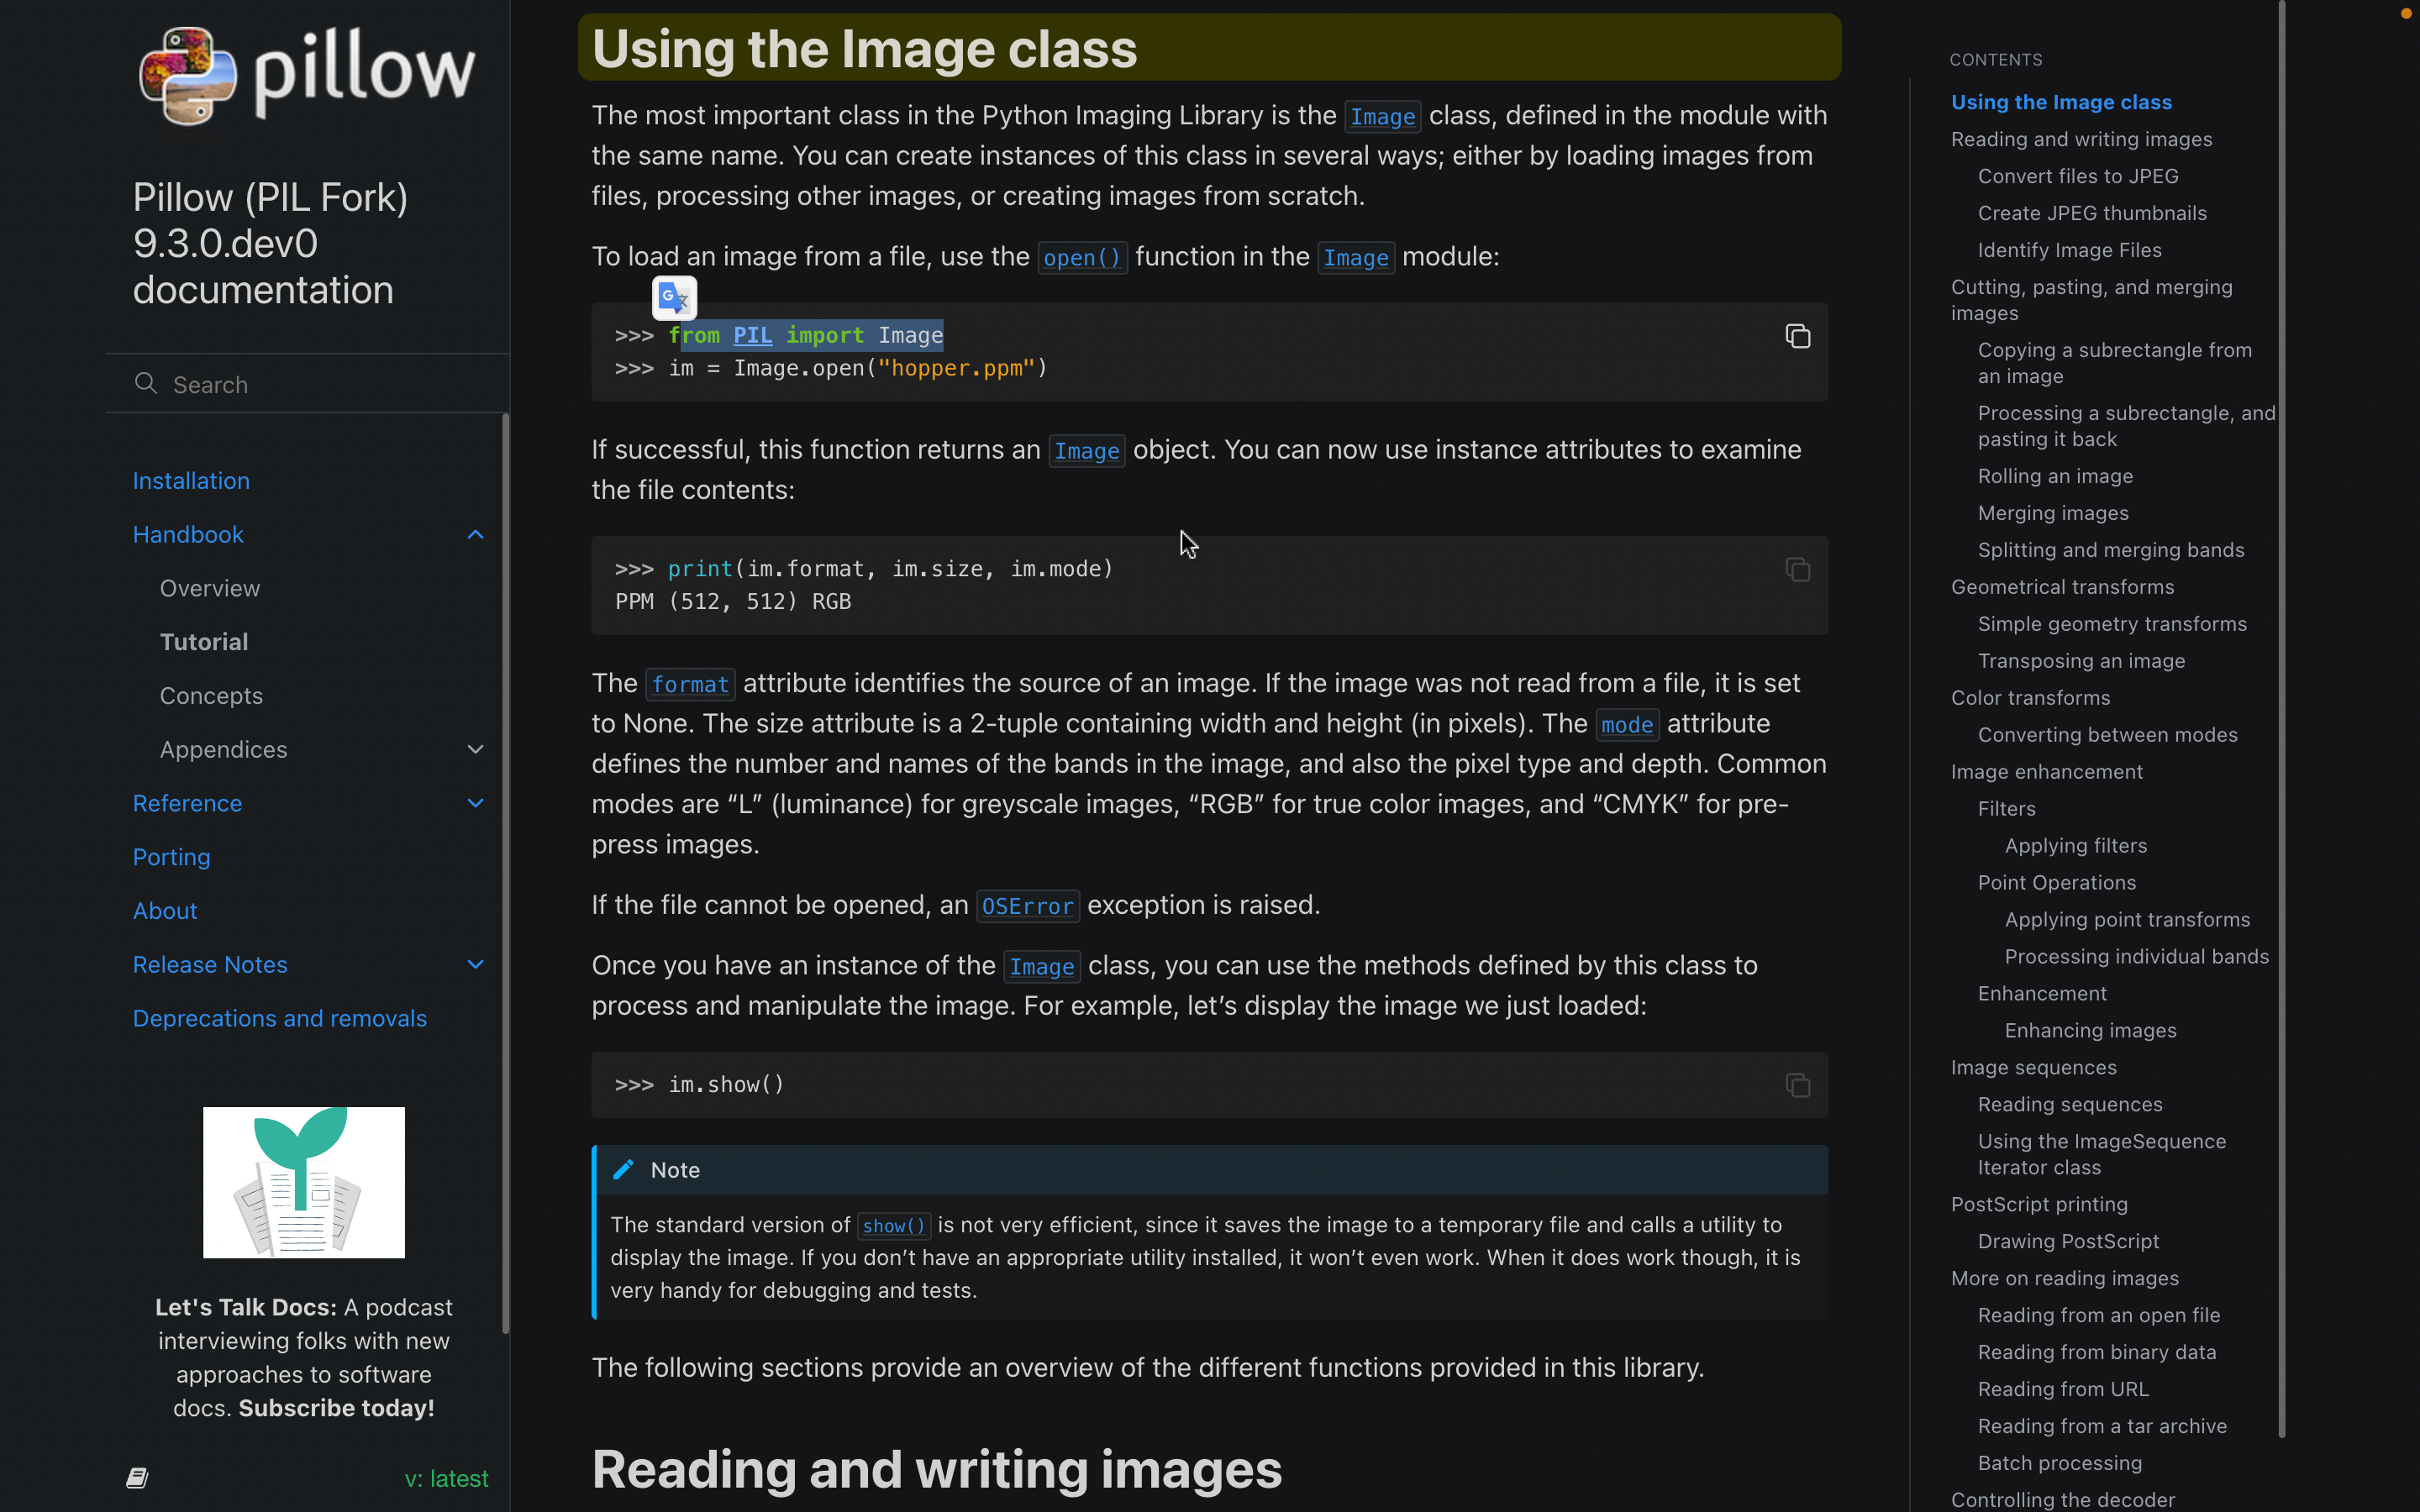 pillow
Pillow (PIL Fork)
9.3.0.dev0
documentation
Search
Installation
Handbook
Overview
Tutorial
Concepts
Appendices
Reference
Porting
About
Release Notes
Deprecations and removals
Let's Talk Docs: A podcast
interviewing folks with new
approaches to software
docs. Subscribe today!
v: latest
Using the Image class
The most important class in the Python Imaging Library is the Image class, defined in the module with
the same name. You can create instances of this class in several ways; either by loading images from
files, processing other images, or creating images from scratch.
To load an image from a file, use the open() function in the Image module:
>>> from PIL import Image
>>> im = Image.open("hopper.ppm")
If successful, this function returns an Image object. You can now use instance attributes to examine
the file contents:
>>> print(im.format, im.size, im.mode)
PPM (512, 512) RGB
The format attribute identifies the source of an image. If the image was not read from a file, it is set
to None. The size attribute is a 2-tuple containing width and height (in pixels). The mode attribute
defines the number and names of the bands in the image, and also the pixel type and depth. Common
modes are “L” (luminance) for greyscale images, “RGB” for true color images, and “CMYK” for pre-
press images.
If the file cannot be opened, an OSError exception is raised.
Once you have an instance of the Image class, you can use the methods defined by this class to
process and manipulate the image. For example, let’s display the image we just loaded:
>>> im.show()
Note
The standard version of show() is not very efficient, since it saves the image to a temporary file and calls a utility to
display the image. If you don’t have an appropriate utility installed, it won’t even work. When it does work though, it is
very handy for debugging and tests.
The following sections provide an overview of the different functions provided in this library.
Reading and writing images
CONTENTS
Using the Image class
Reading and writing images
Convert files to JPEG
Create JPEG thumbnails
Identify Image Files
Cutting, pasting, and merging
images
Copying a subrectangle from
an image
Processing a subrectangle, and
pasting it back
Rolling an image
Merging images
Splitting and merging bands
Geometrical transforms
Simple geometry transforms
Transposing an image
Color transforms
Converting between modes
Image enhancement
Filters
Applying filters
Point Operations
Applying point transforms
Processing individual bands
Enhancement
Enhancing images
Image sequences
Reading sequences
Using the ImageSequence
Iterator class
PostScript printing
Drawing PostScript
More on reading images
Reading from an open file
Reading from binary data
Reading from URL
Reading from a tar archive
Batch processing
Controlling the decoder